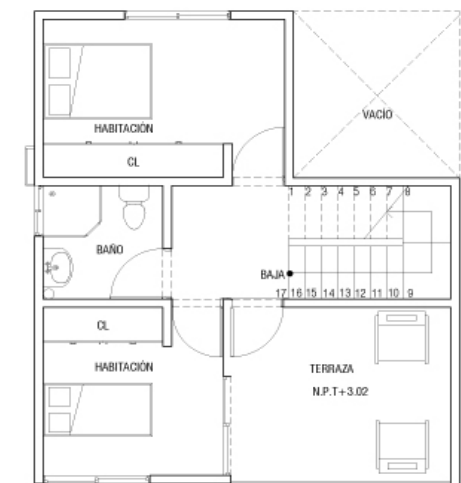 HABITACIÓN
CL
VACÍO
1 2 3 4 5 6 7 8
BAÑO
BAJA
17 16 15 14 13 12 11 10 9
CL
HABITACIÓN
TERRAZA
N.P.T+3.02